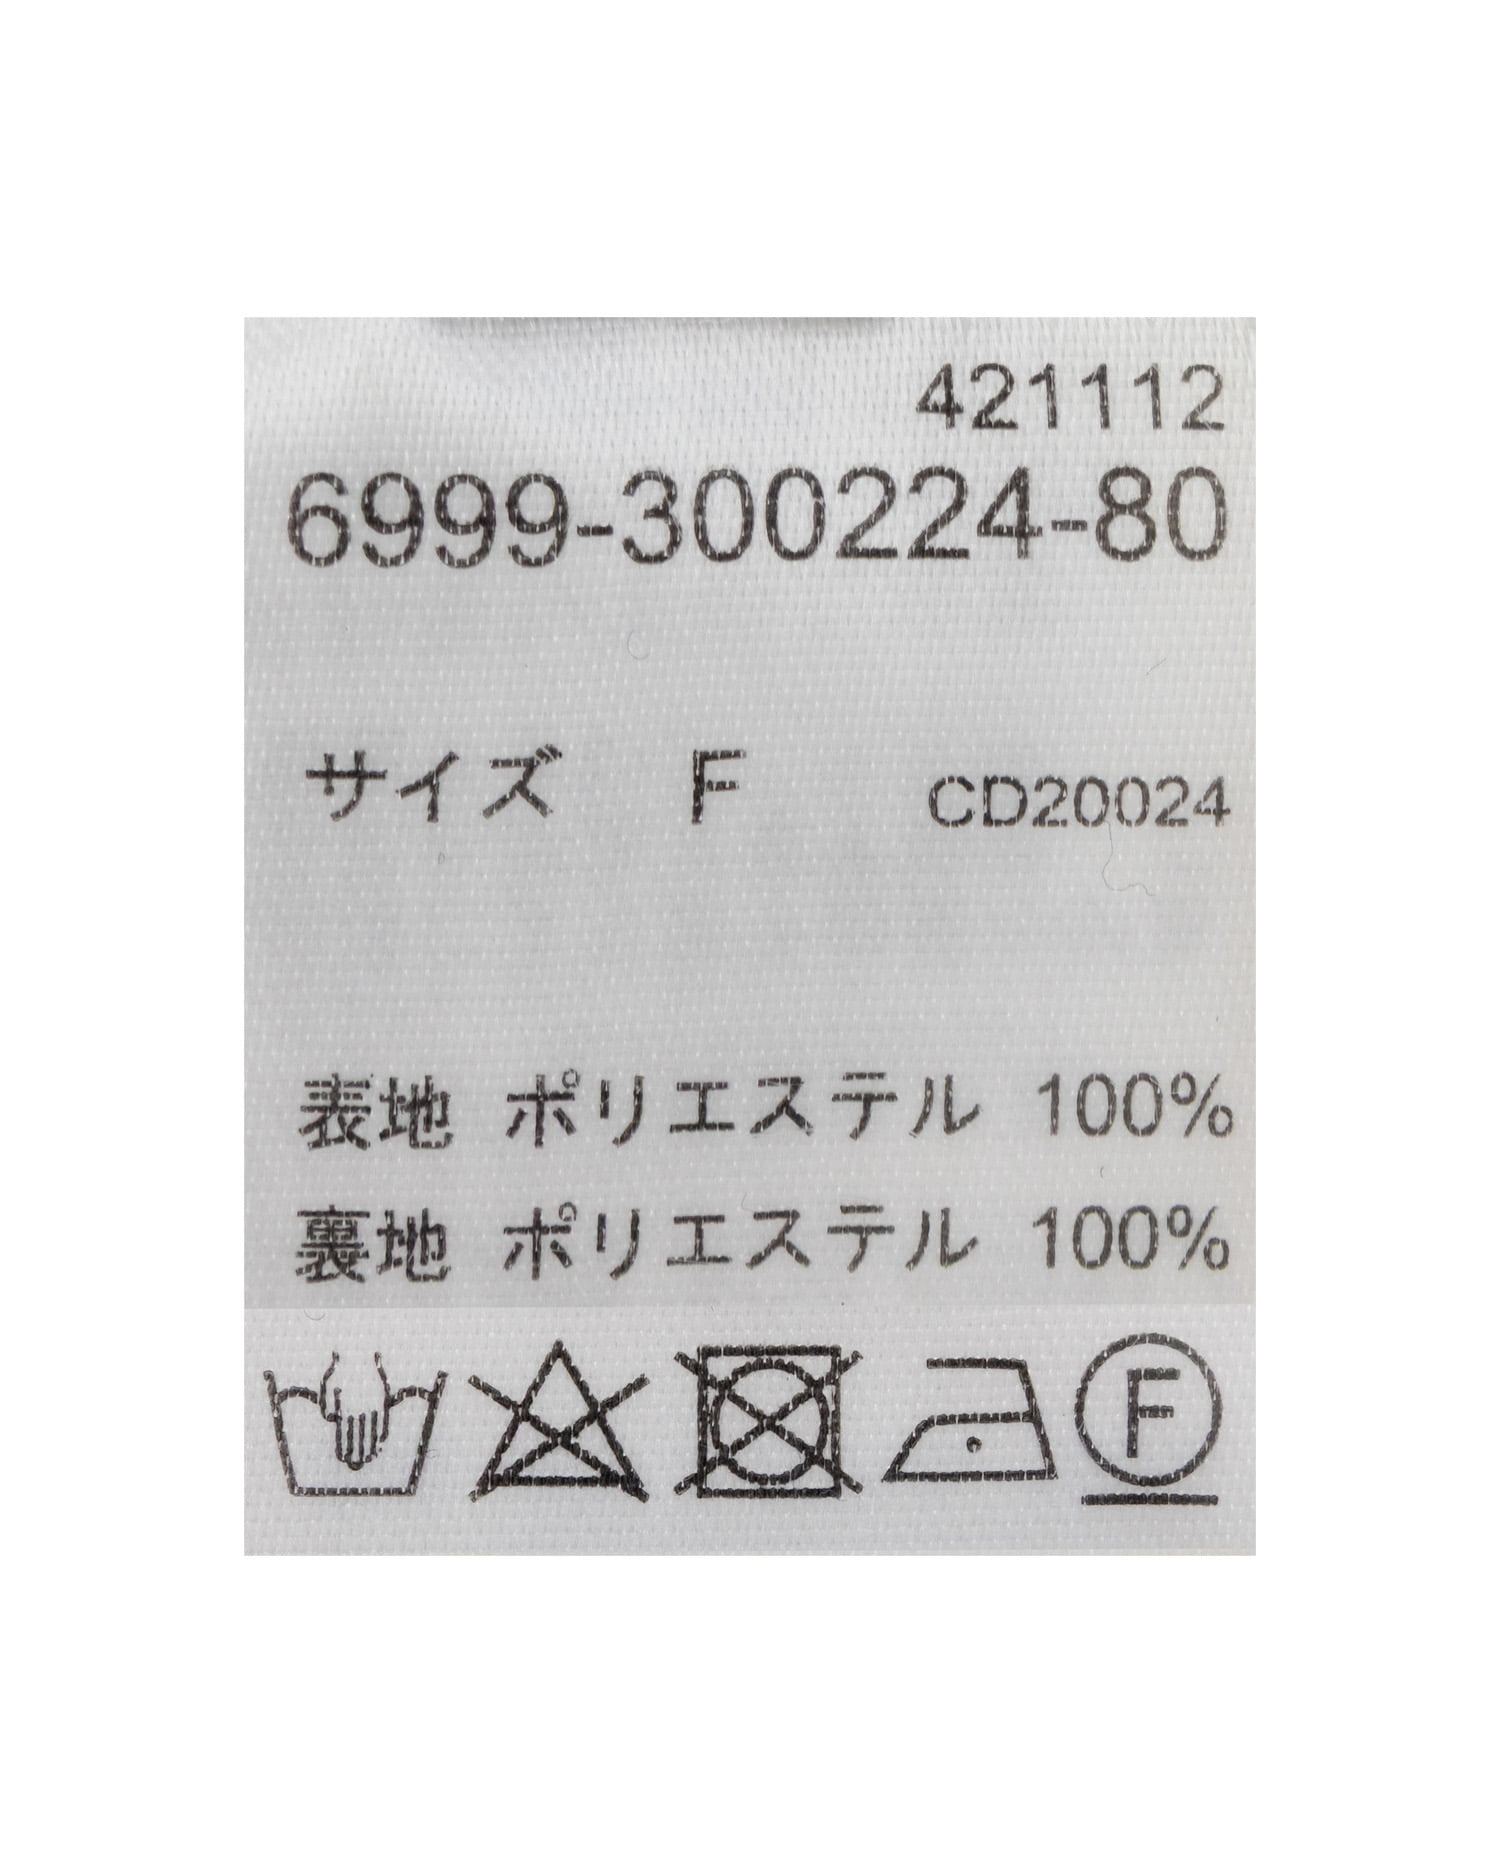 421112
6999-300224-80
サイズ F CD20024
表地 ポリエステル 100%
裏地 ポリエステル 100%
F